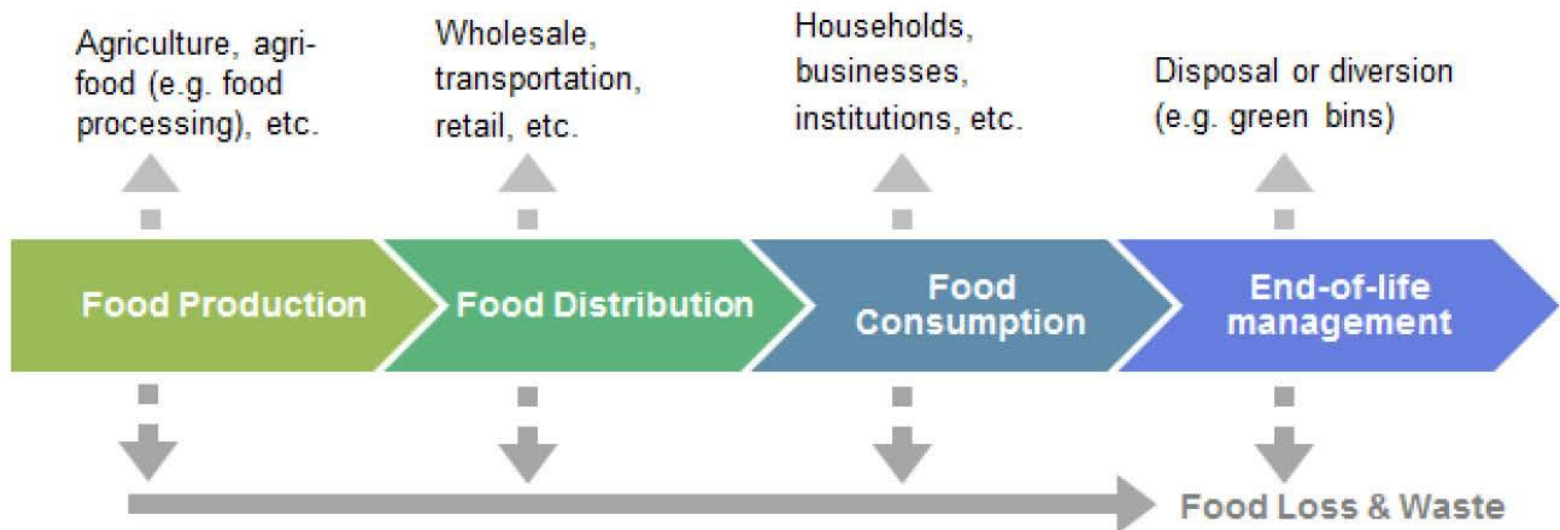 Agriculture, agri-
food (e.g. food
processing), etc.
Wholesale,
transportation,
retail, etc.
Households,
businesses,
institutions, etc.
Disposal or diversion
(e.g. green bins)
Food Production
Food Distribution
Food
Consumption
End-of-life
management
Food Loss & Waste